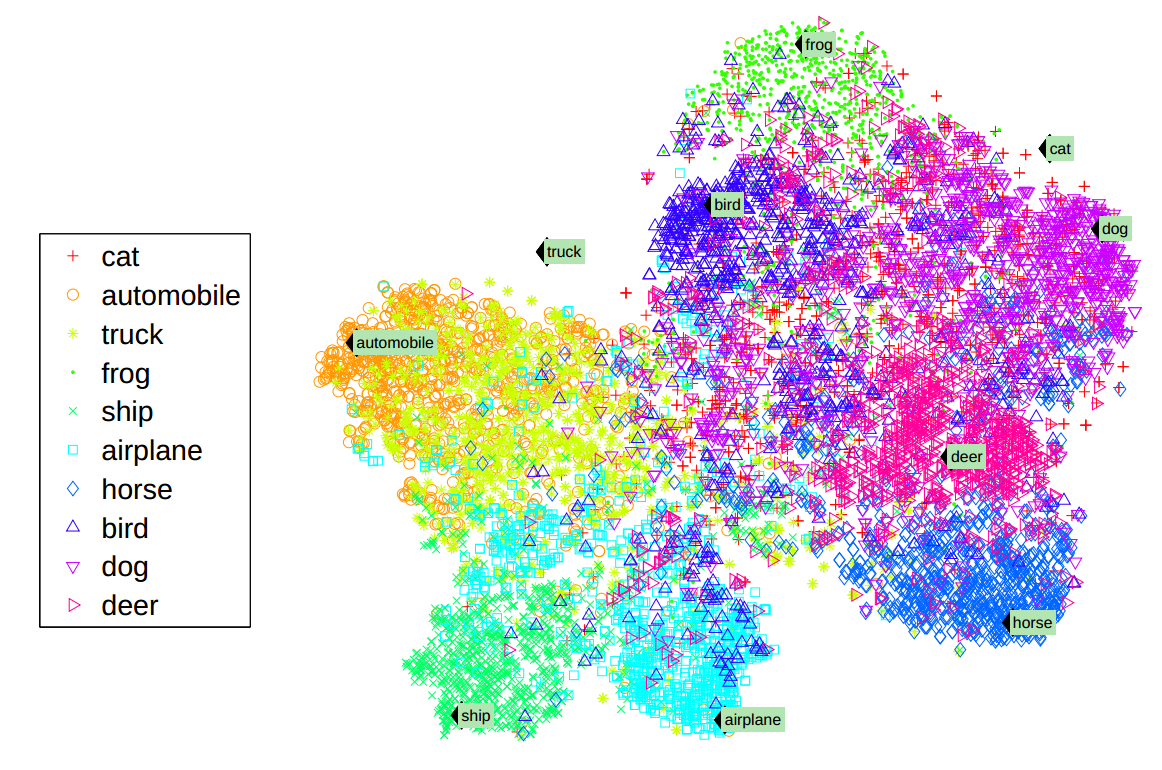 frog
cat
bird
dog
truck
cat
automobile
truck
frog
ship
airplane
horse
bird
dog
deer
automobile
deer
horse
ship
airplane